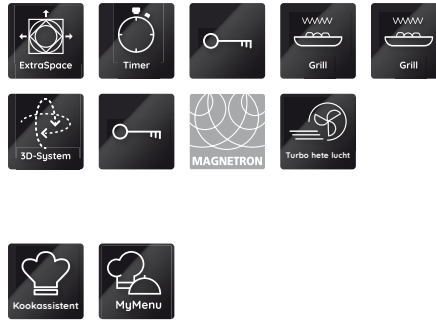 ExtraSpace
Timer
Grill
Grill
3D-System
MAGNETRON
Turbo hete lucht
Kookassistent
MyMenu